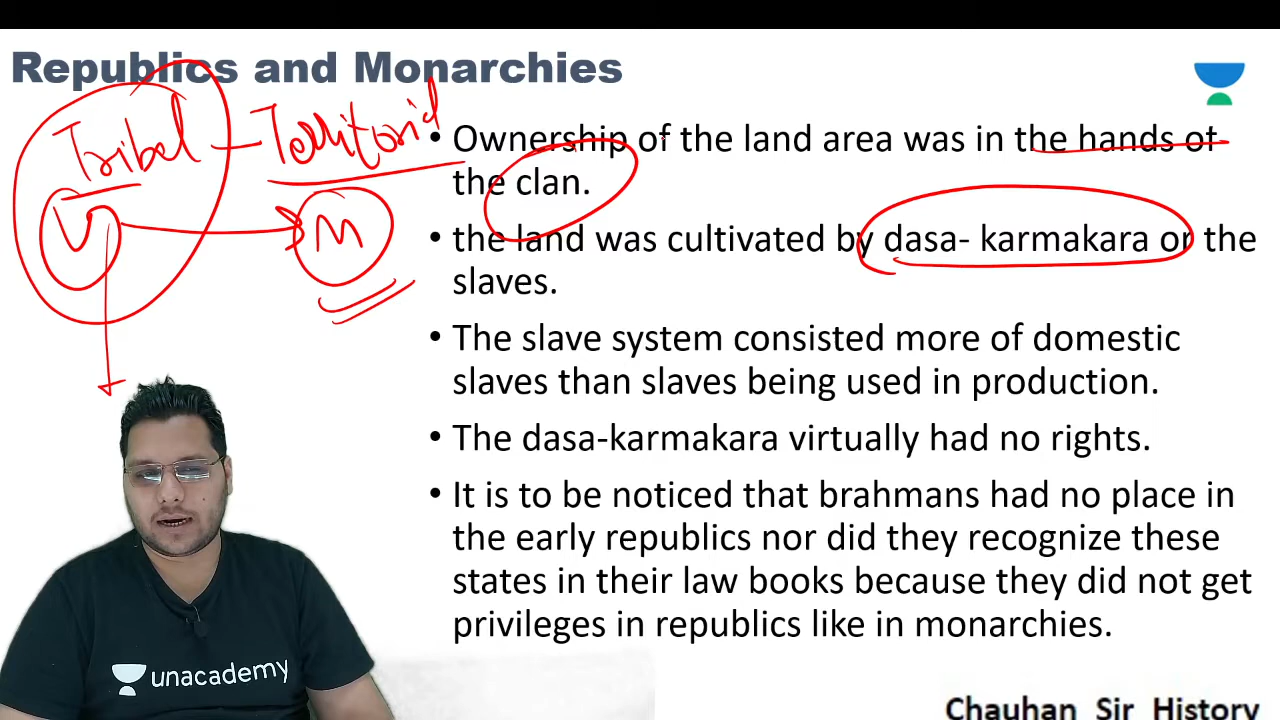 Republics and Monarchies
Tribal - Territorial
V M
• Ownership of the land area was in the hands of
the clan.
• the land was cultivated by dasa- karmakara or the
slaves.
• The slave system consisted more of domestic
slaves than slaves being used in production.
• The dasa-karmakara virtually had no rights.
• It is to be noticed that brahmans had no place in
the early republics nor did they recognize these
states in their law books because they did not get
privileges in republics like in monarchies.
unacademy
Chauhan Sir History